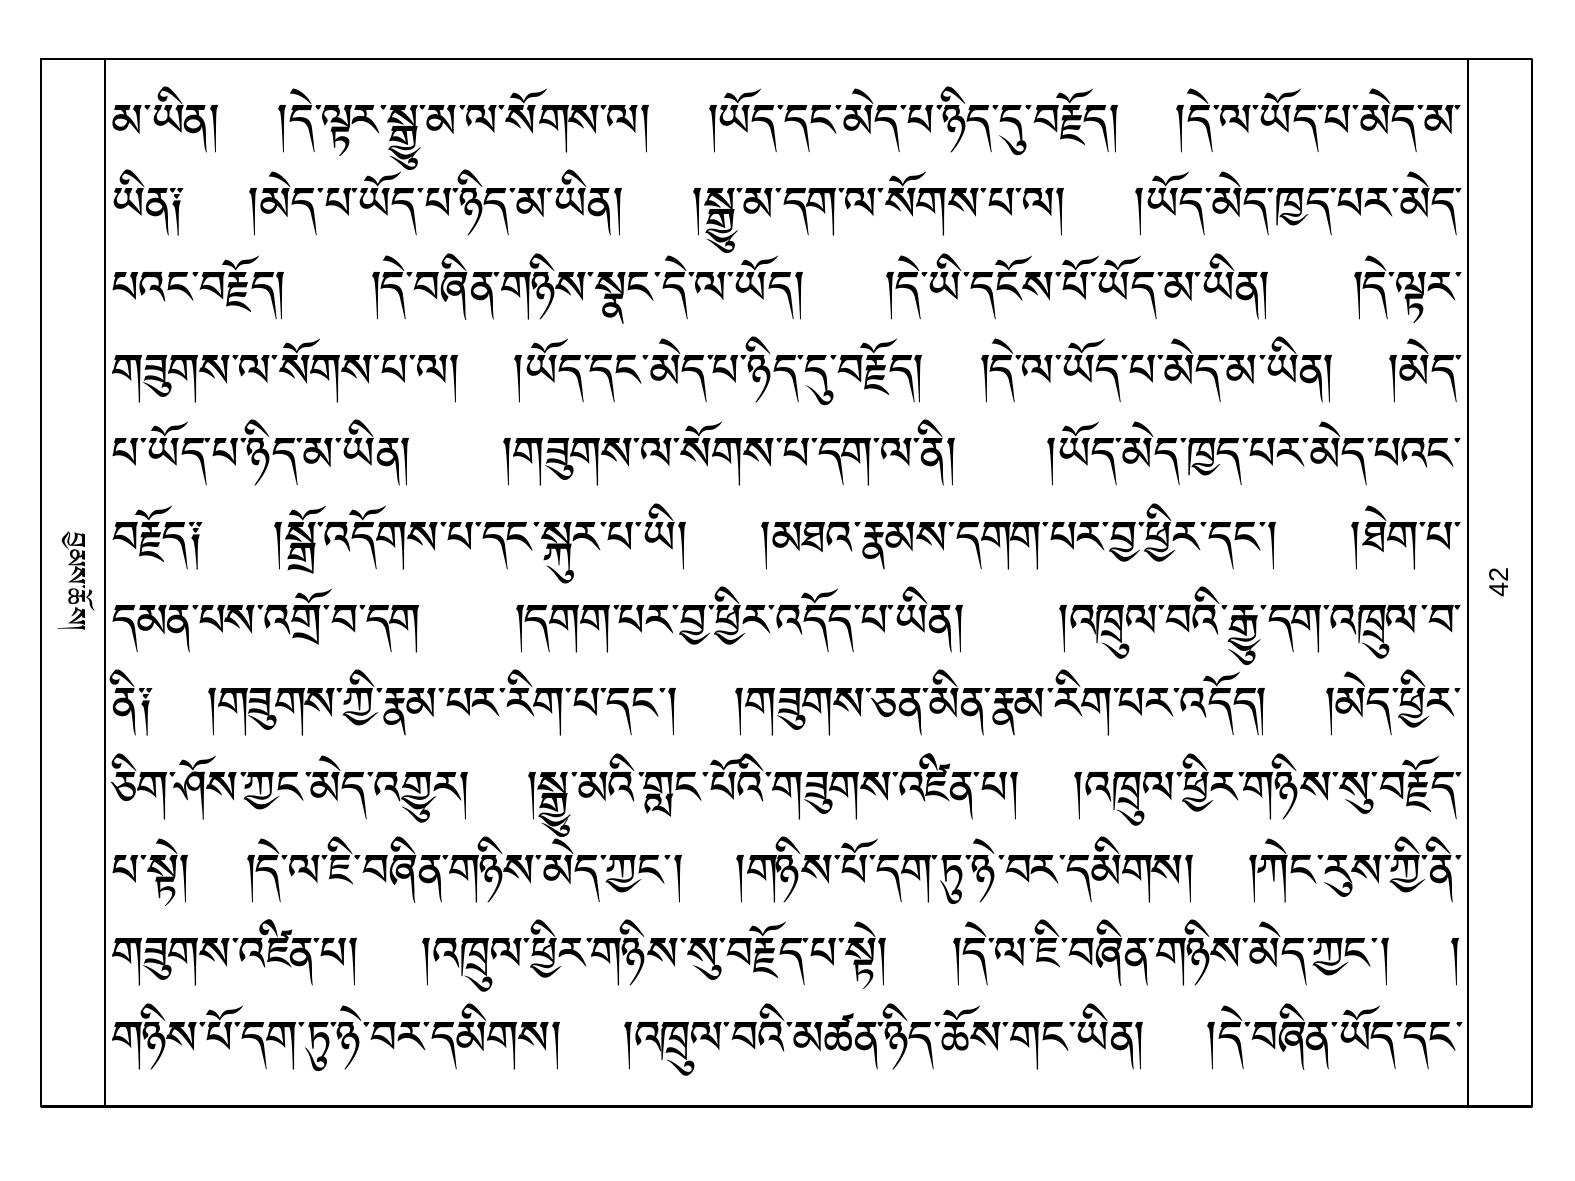 མ་ཡིན། །དེ་ལྟར་སྒྱུ་མ་ལ་སོགས་ལ། །ཡོད་དང་མེད་པ་ཉིད་དུ་བརྗོད། །དེ་ལ་ཡོད་པ་མེད་མ་
ཡིན༑ །མེད་པ་ཡོད་པ་ཉིད་མ་ཡིན། །སྒྱུ་མ་དག་ལ་སོགས་པ་ལ། །ཡོད་མེད་ཁྱད་པར་མེད་
པའང་བརྗོད། །དེ་བཞིན་གཉིས་སྣང་དེ་ལ་ཡོད། །དེ་ཡི་དངོས་པོ་ཡོད་མ་ཡིན། །དེ་ལྟར་
གཟུགས་ལ་སོགས་པ་ལ། །ཡོད་དང་མེད་པ་ཉིད་དུ་བརྗོད། །དེ་ལ་ཡོད་པ་མེད་མ་ཡིན། །མེད་
པ་ཡོད་པ་ཉིད་མ་ཡིན། །གཟུགས་ལ་སོགས་པ་དག་ལ་ནི། །ཡོད་མེད་ཁྱད་པར་མེད་པའང་
བརྗོད༑ །སྒྲོ་འདོགས་པ་དང་སྐུར་པ་ཡི། །མཐའ་རྣམས་དགག་པར་བྱ་ཕྱིར་དང་། །ཐེག་པ་
དམན་པས་འགྲོ་བ་དག །དགག་པར་བྱ་ཕྱིར་འདོད་པ་ཡིན། །འཁྲུལ་བའི་རྒྱུ་དག་འཁྲུལ་བ་
ནི༑ །གཟུགས་ཀྱི་རྣམ་པར་རིག་པ་དང་། །གཟུགས་ཅན་མིན་རྣམ་རིག་པར་འདོད། །མེད་ཕྱིར་
ཅིག་ཤོས་ཀྱང་མེད་འགྱུར། །སྒྱུ་མའི་གླང་པོའི་གཟུགས་འཛིན་པ། །འཁྲུལ་ཕྱིར་གཉིས་སུ་བརྗོད་
པ་སྟེ། །དེ་ལ་ཇི་བཞིན་གཉིས་མེད་ཀྱང་། །གཉིས་པོ་དག་ཏུ་ཉེ་བར་དམིགས། །ཀེང་རུས་ཀྱི་ནི་
གཟུགས་འཛིན་པ། །འཁྲུལ་ཕྱིར་གཉིས་སུ་བརྗོད་པ་སྟེ། །དེ་ལ་ཇི་བཞིན་གཉིས་མེད་ཀྱང་། །
གཉིས་པོ་དག་ཏུ་ཉེ་བར་དམིགས། །འཁྲུལ་བའི་མཚན་ཉིད་ཆོས་གང་ཡིན། །དེ་བཞིན་ཡོད་དང་
བྱམས་ཆོས།
42